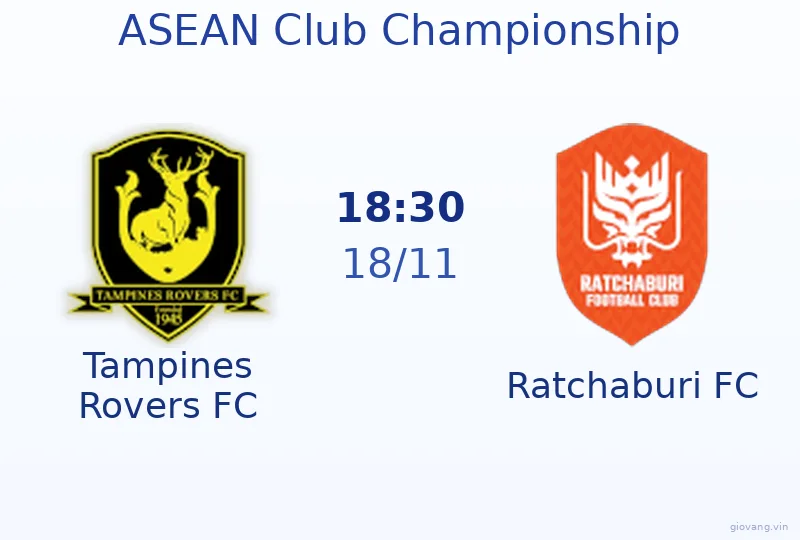 ASEAN Club Championship
18:30
18/11
TAMPINES ROVERS FC
Founded
1945
RATCHABURI
FOOTBALL CLUB
Tampines
Rovers FC
Ratchaburi FC
giovang.vin